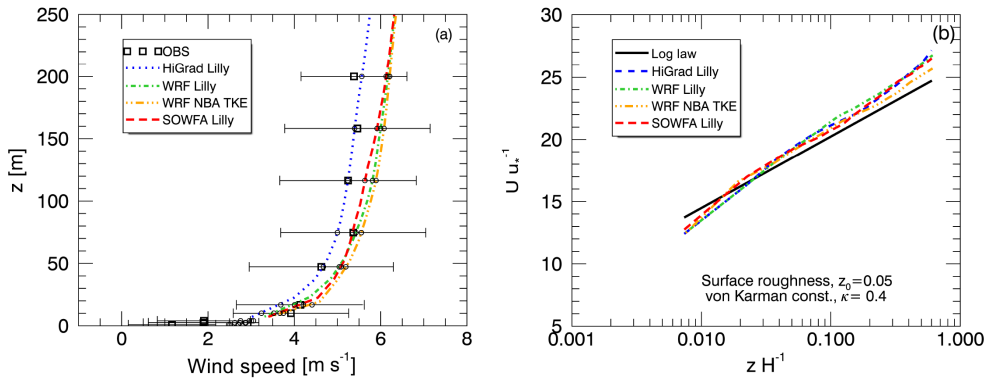 (a)
OBS
HiGrad Lilly
WRF Lilly
WRF NBA TKE
SOWFA Lilly
250
200
150
100
50
0
z [m]
0 2 4 6 8
Wind speed [m s⁻¹]
(b)
Log law
HiGrad Lilly
WRF Lilly
WRF NBA TKE
SOWFA Lilly
30
25
20
15
10
5
U u*⁻¹
Surface roughness, z₀=0.05
von Karman const., κ= 0.4
0.001 0.010 0.100 1.000
z H⁻¹